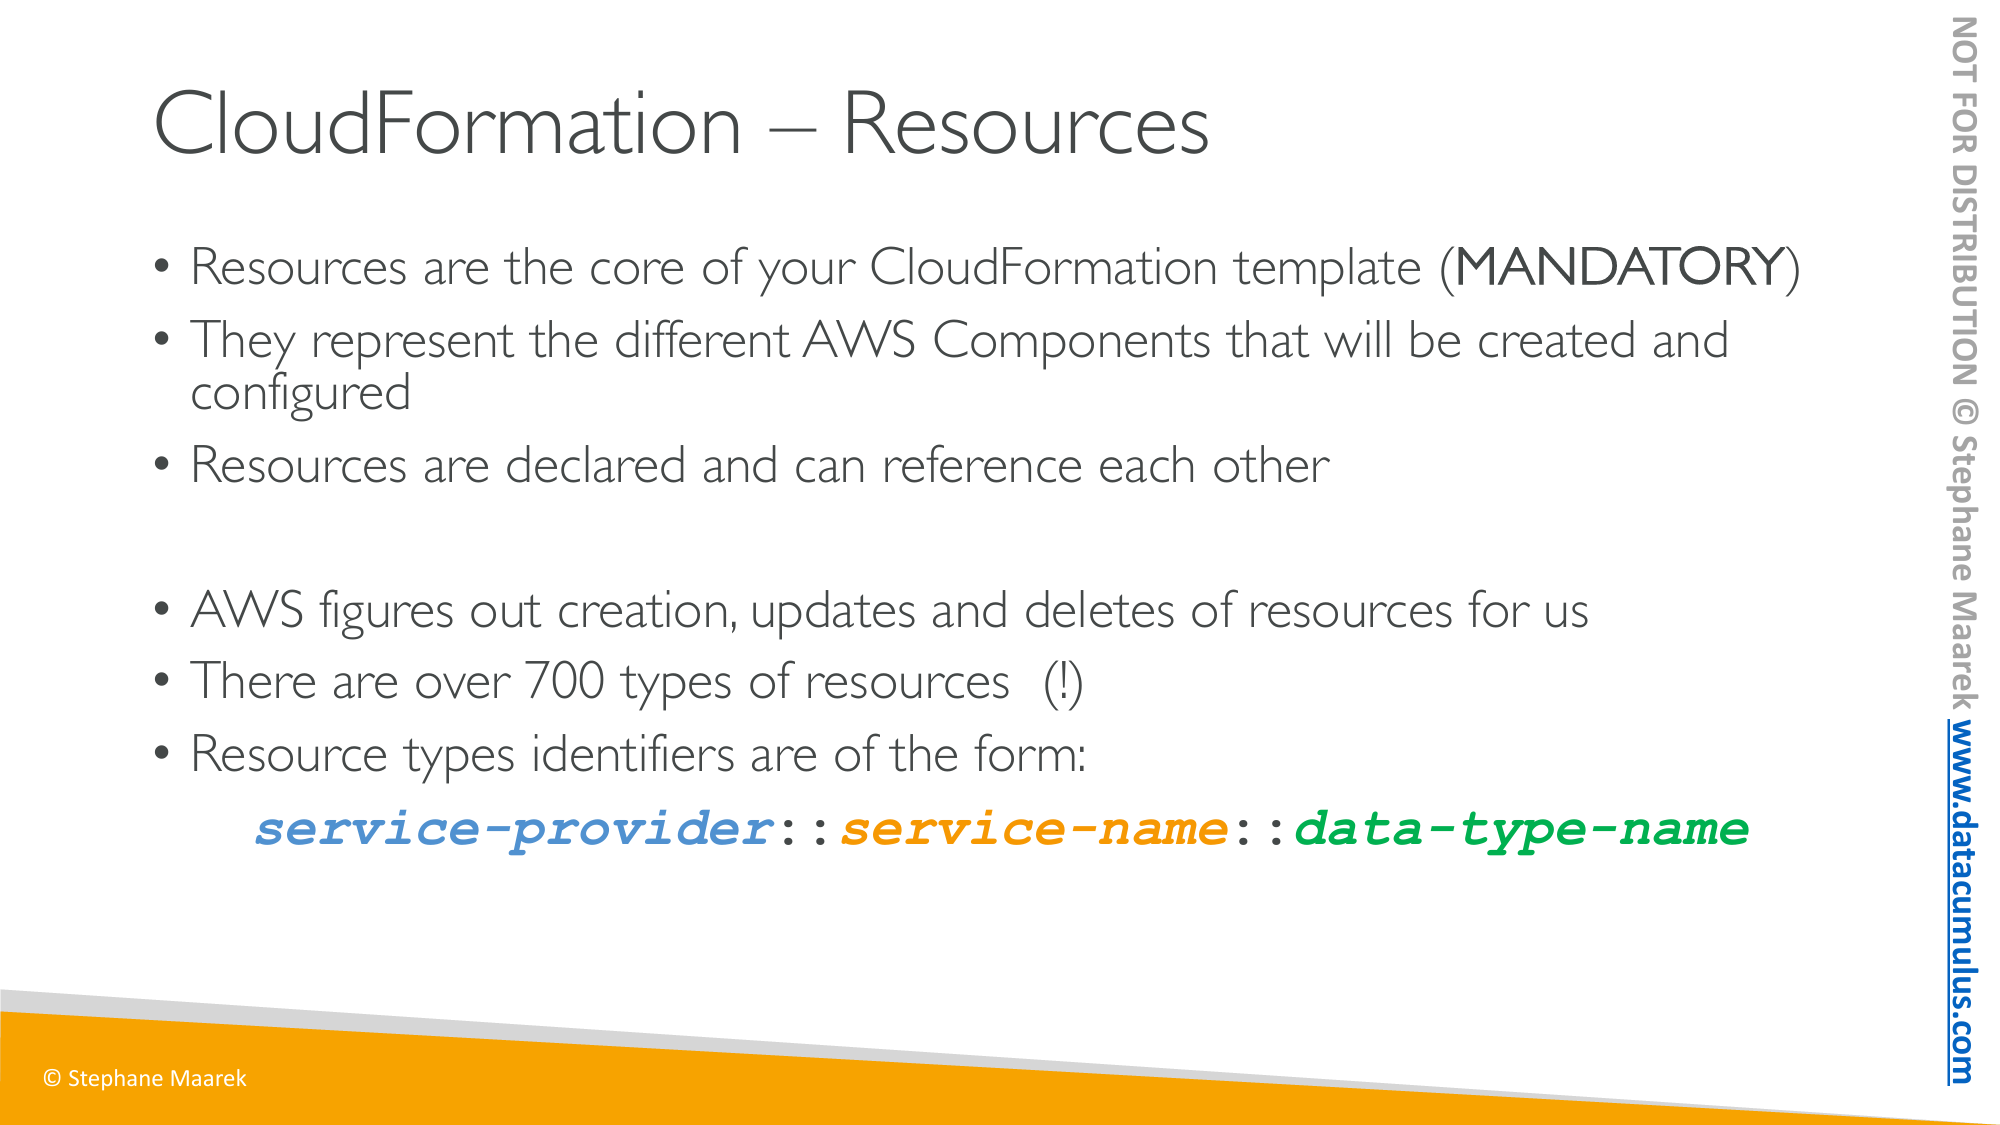 CloudFormation – Resources
• Resources are the core of your CloudFormation template (MANDATORY)
• They represent the different AWS Components that will be created and
configured
• Resources are declared and can reference each other
• AWS figures out creation, updates and deletes of resources for us
• There are over 700 types of resources (!)
• Resource types identifiers are of the form:
service-provider::service-name::data-type-name
© Stephane Maarek
NOT FOR DISTRIBUTION © Stephane Maarek www.datacumulus.com